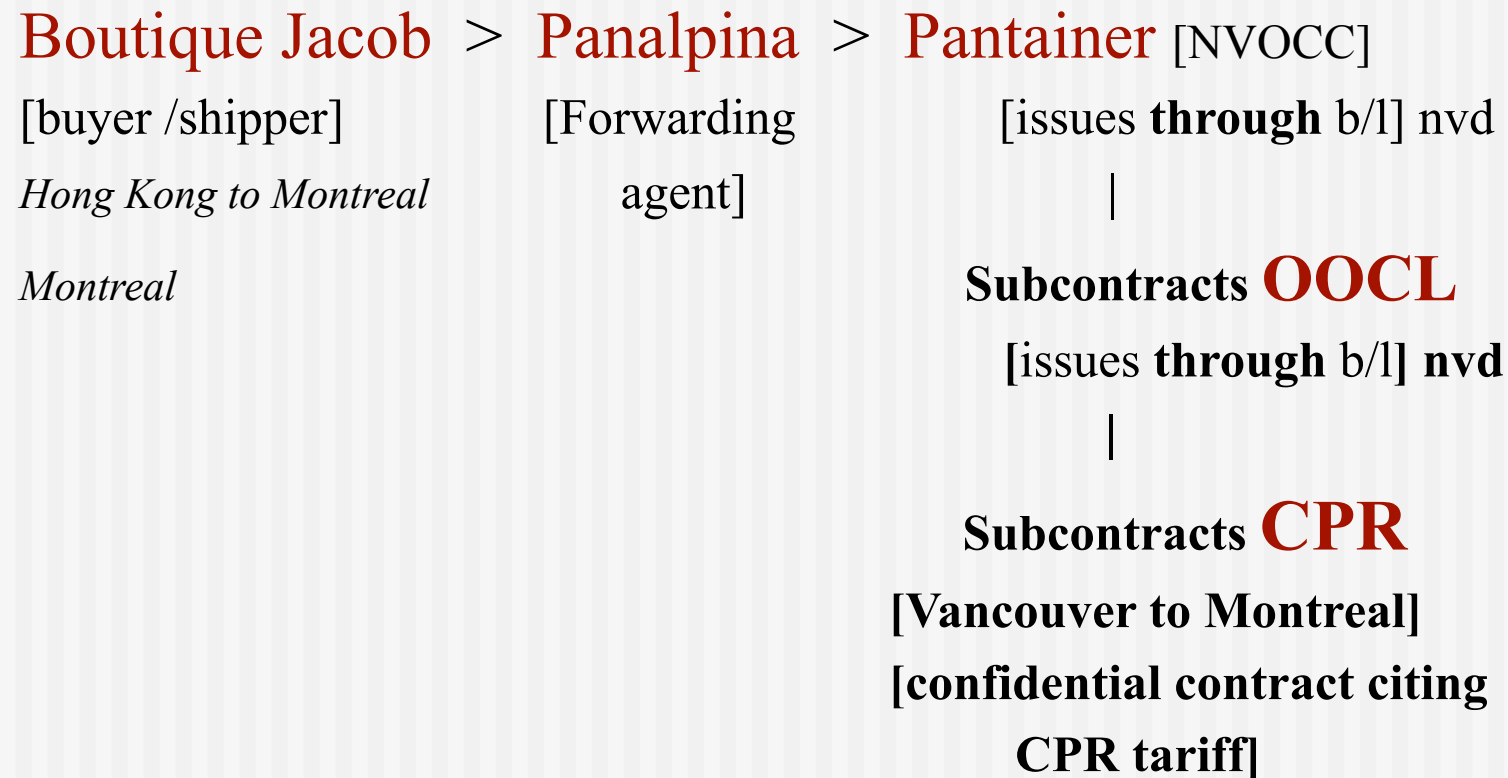 Boutique Jacob > Panalpina > Pantainer [NVOCC]
[buyer /shipper] [Forwarding [issues through b/l] nvd
Hong Kong to Montreal agent] |
Montreal Subcontracts OOCL
[issues through b/l] nvd
|
Subcontracts CPR
[Vancouver to Montreal]
[confidential contract citing
CPR tariff]